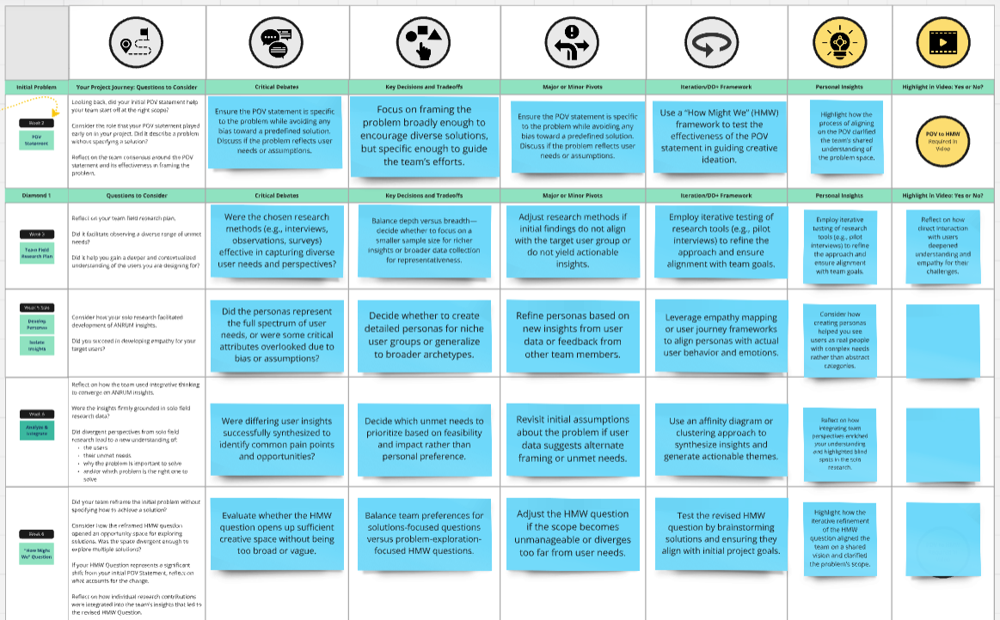 Initial Problem
Your Project Journey: Questions to Consider
Critical Debates
Key Decisions and Tradeoffs
Major or Minor Pivots
Iteration/DD+ Framework
Personal Insights
Highlight in Video: Yes or No?
Week 2
POV
Statement
Looking back, did your initial POV statement help
your team start off at the right scope?
Consider the role that your POV statement played
early on in your project. Did it describe a problem
without specifying a solution?
Reflect on the team consensus around the POV
statement and its effectiveness in framing the
problem.
Ensure the POV statement is specific
to the problem while avoiding any
bias toward a predefined solution.
Discuss if the problem reflects user
needs or assumptions.
Focus on framing the
problem broadly enough to
encourage diverse solutions,
but specific enough to guide
the team's efforts.
Ensure the POV statement is specific
to the problem while avoiding any
bias toward a predefined solution.
Discuss if the problem reflects user
needs or assumptions.
Use a "How Might We" (HMW)
framework to test the
effectiveness of the POV
statement in guiding creative
ideation.
Highlight how the
process of aligning
on the POV clarified
the team's shared
understanding of
the problem space.
POV to HMW
Required in
Video
Diamond 1
Questions to Consider
Critical Debates
Key Decisions and Tradeoffs
Major or Minor Pivots
Iteration/DD+ Framework
Personal Insights
Highlight in Video: Yes or No?
Team Field
Research Plan
Reflect on your team field research plan.
Did it facilitate observing a diverse range of unmet
needs?
Did it help you gain a deeper and contextualized
understanding of the users you are designing for?
Were the chosen research
methods (e.g., interviews,
observations, surveys)
effective in capturing diverse
user needs and perspectives?
Balance depth versus breadth—
decide whether to focus on a
smaller sample size for richer
insights or broader data collection
for representativeness.
Adjust research methods if
initial findings do not align
with the target user group or
do not yield actionable
insights.
Employ iterative testing of
research tools (e.g., pilot
interviews) to refine the
approach and ensure
alignment with team goals.
Employ iterative
testing of research
tools (e.g., pilot
interviews) to refine
the approach and
ensure alignment
with team goals.
Reflect on how
direct interaction
with users
deepened
understanding and
empathy for their
challenges.
Develop
Personas
Isolate
Insights
Consider how your solo research facilitated
development of ANRUM insights.
Did you succeed in developing empathy for your
target users?
Did the personas represent
the full spectrum of user
needs, or were some critical
attributes overlooked due to
bias or assumptions?
Decide whether to create
detailed personas for niche
user groups or generalize
to broader archetypes.
Refine personas based on
new insights from user
data or feedback from
other team members.
Leverage empathy mapping
or user journey frameworks
to align personas with actual
user behavior and emotions.
Consider how
creating personas
helped you see
users as real people
with complex needs
rather than abstract
categories.
Week 6
Analyze &
Integrate
Reflect on how the team used integrative thinking
to converge on ANRUM insights.
Were the insights firmly grounded in solo field
research data?
Did divergent perspectives from solo field
research lead to a new understanding of:
• the users
• their unmet needs
• why the problem is important to solve
• and/or which problem is the right one to
solve
Were differing user insights
successfully synthesized to
identify common pain points
and opportunities?
Decide which unmet needs to
prioritize based on feasibility
and impact rather than
personal preference.
Revisit initial assumptions
about the problem if user
data suggests alternate
framing or unmet needs.
Use an affinity diagram or
clustering approach to
synthesize insights and
generate actionable themes.
Reflect on how
integrating team
perspectives enriched
your understanding
and highlighted blind
spots in the solo
research.
Week 6
"How Might
We" Question
Did your team reframe the initial problem without
specifying how to achieve a solution?
Consider how the reframed HMW question
opened an opportunity space for exploring
solutions. Was the space divergent enough to
explore multiple solutions?
If your HMW Question represents a significant
shift from your initial POV Statement, reflect on
what accounts for the change.
Reflect on how individual research contributions
were integrated into the team's insights that led to
the revised HMW Question.
Evaluate whether the HMW
question opens up sufficient
creative space without being
too broad or vague.
Balance team preferences for
solutions-focused questions
versus problem-exploration-
focused HMW questions.
Adjust the HMW question
if the scope becomes
unmanageable or diverges
too far from user needs.
Test the revised HMW
question by brainstorming
solutions and ensuring they
align with initial project goals.
Highlight how the
iterative refinement
of the HMW
question aligned the
team on a shared
vision and clarified
the problem's scope.